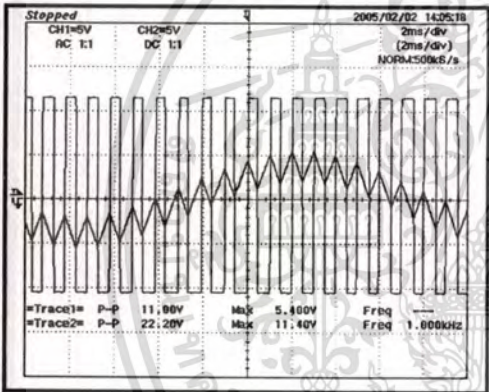 Stopped 2005/02/02 14:05:18
CH1=5V CH2=5V 2ms/div
AC 1:1 DC 1:1 (2ms/div)
NORM:500kS/s
=Trace1= P-P 11.00V Max 5.400V Freq ----
=Trace2= P-P 22.20V Max 11.40V Freq 1.000kHz